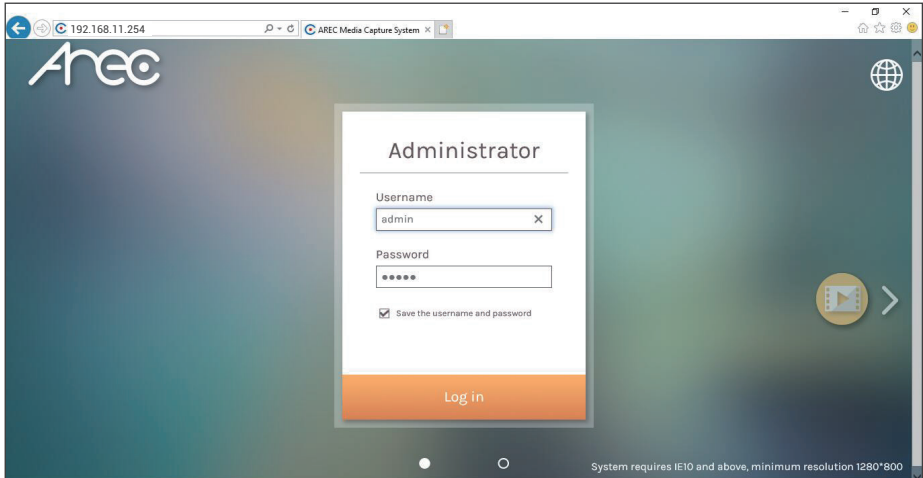 192.168.11.254
AREC Media Capture System
Arec
Administrator
Username
admin
Password
Save the username and password
Log in
System requires IE10 and above, minimum resolution 1280*800